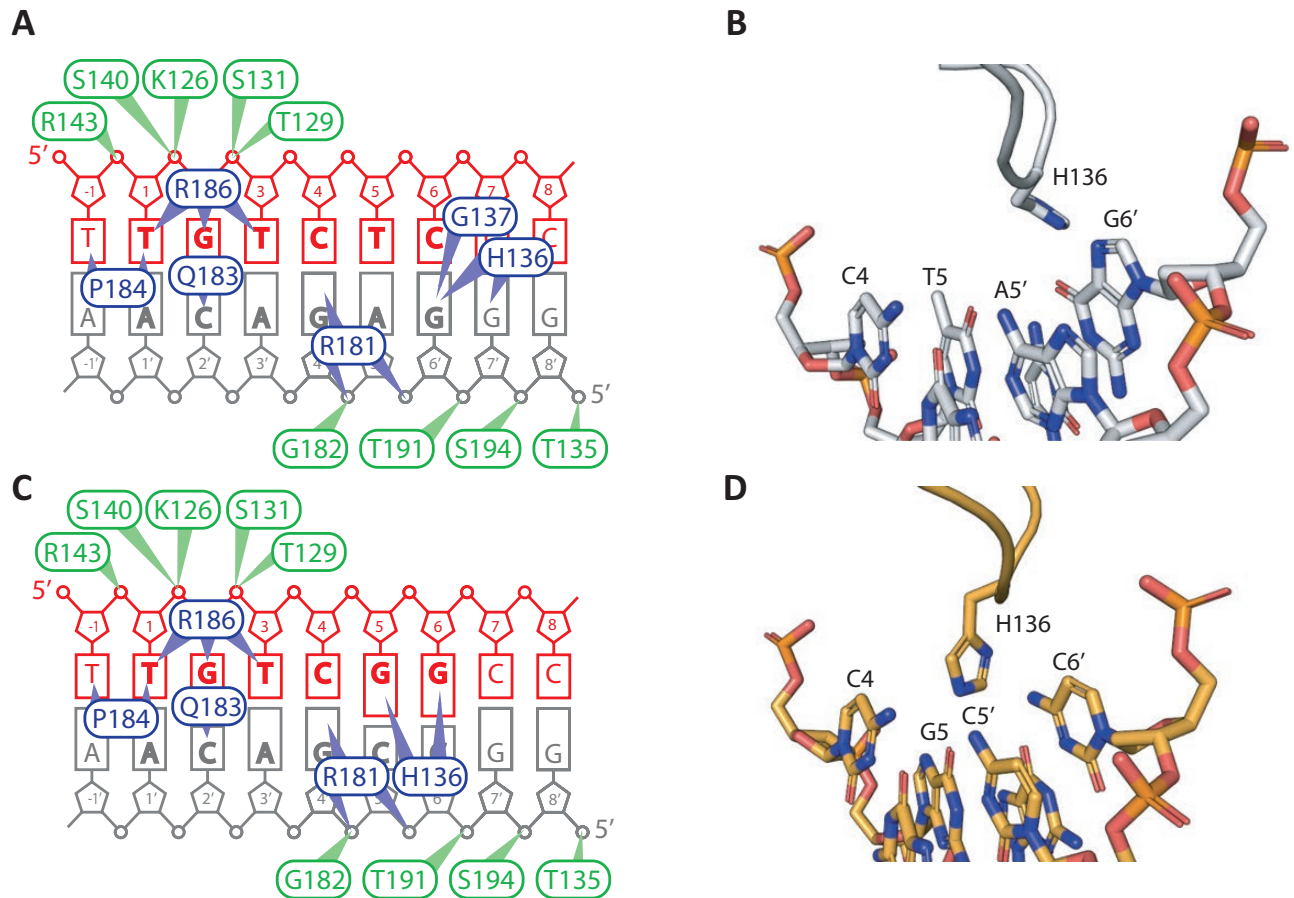 A
B
S140 K126 S131
R143 T129
5′
-1 1 R186 3 4 5 6 7 8
T T G T C T C C
G137
H136
P184 Q183
A A C A G A G G G
R181
-1′ 1′ 2′ 3′ 4′ 6′ 7′ 8′
5′
G182 T191 S194 T135
H136
G6′
C4 T5 A5′
C
D
S140 K126 S131
R143 T129
5′
-1 1 R186 3 4 5 6 7 8
T T G T C G G C C
P184 Q183
A A C A G C G G
R181 H136
-1′ 1′ 2′ 3′ 4 6 7′ 8′
5′
G182 T191 S194 T135
H136
C6′
C4
G5 C5′